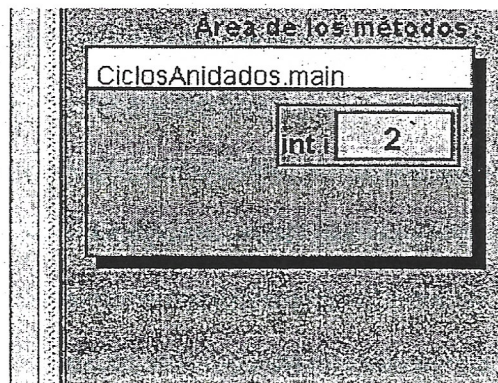 Área de los métodos
CiclosAnidados.main
int i 2